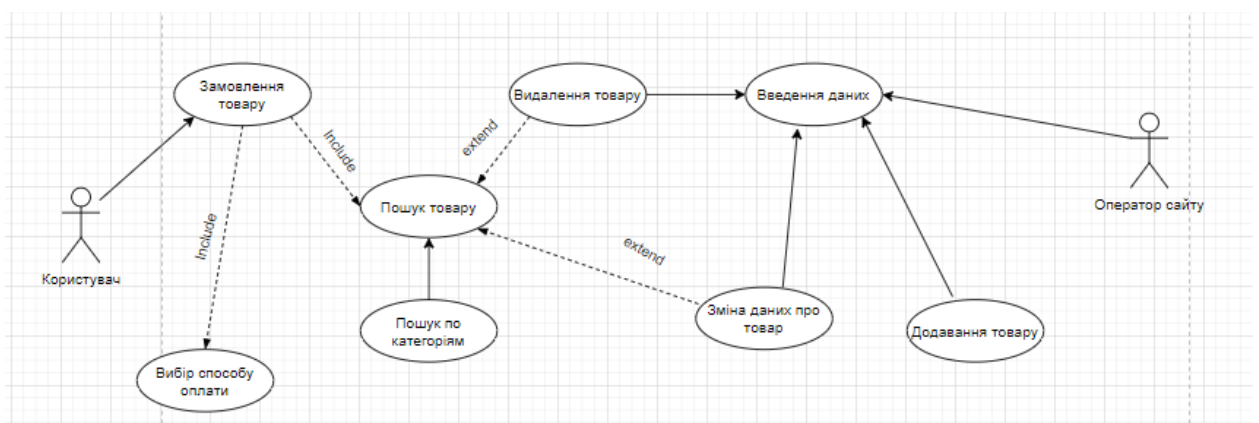 Замовлення
товару
Видалення товару
Введення даних
Include
extend
Пошук товару
Оператор сайту
Include
extend
Користувач
Зміна даних про
товар
Пошук по
категоріям
Додавання товару
Вибір способу
оплати